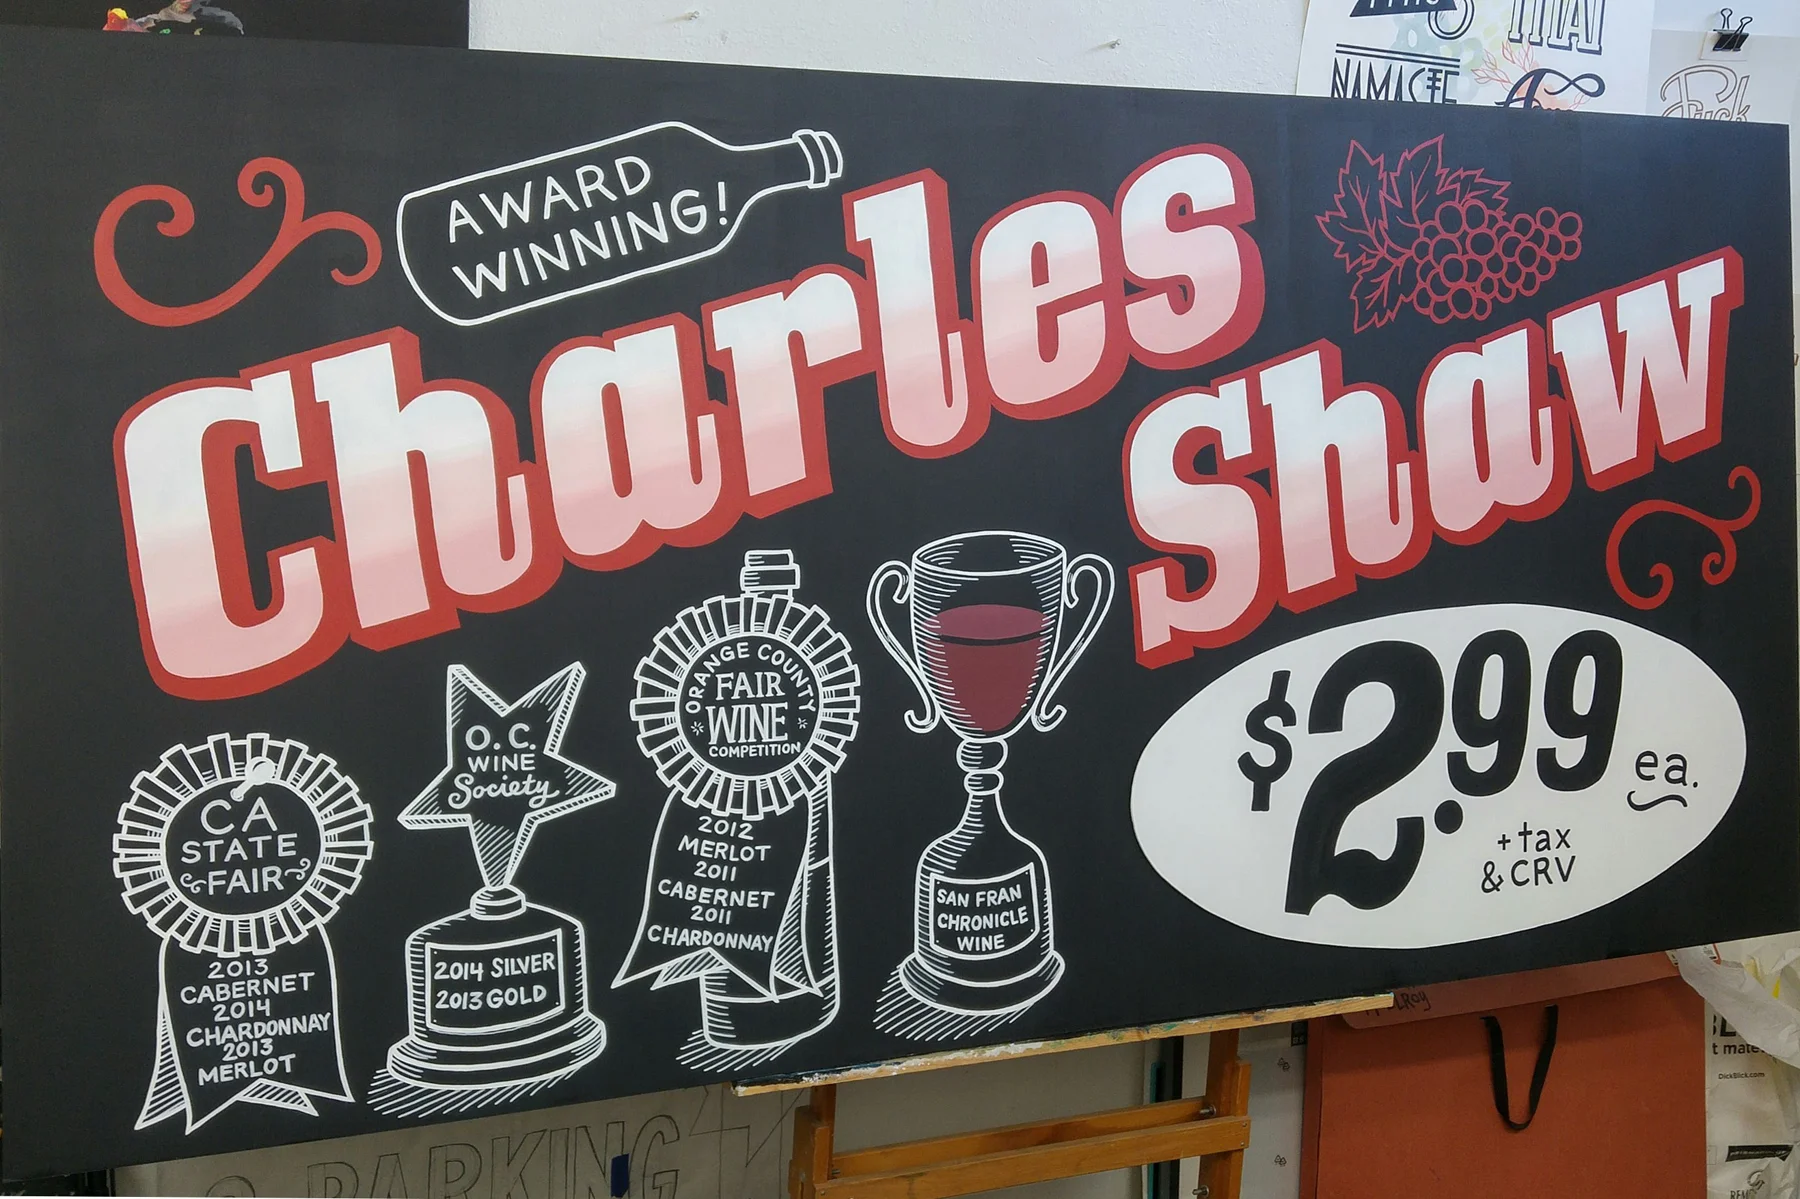 NAMASTE
AWARD
WINNING!
Charles
Shaw
$2.99 ea.
+tax
& CRV
CA
STATE
FAIR
2013
CABERNET
2014
CHARDONNAY
2013
MERLOT
O.C.
WINE
Society
2014 SILVER
2013 GOLD
ORANGE COUNTY
FAIR
WINE
COMPETITION
2012
MERLOT
2011
CABERNET
2011
CHARDONNAY
SAN FRAN
CHRONICLE
WINE
PARKING
DickBlick.com